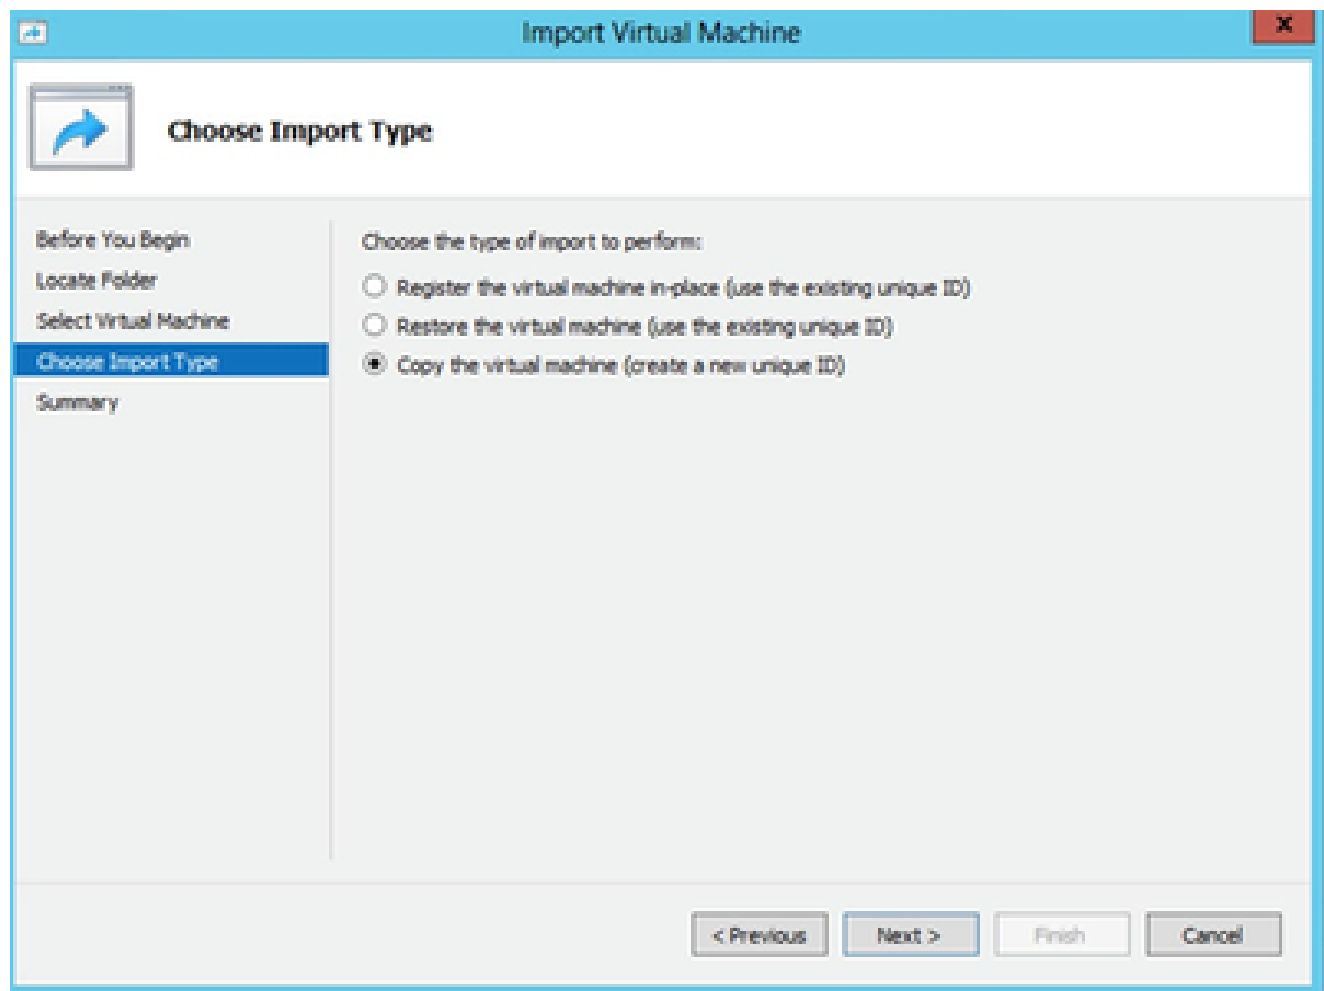 Import Virtual Machine
X
Choose Import Type
Before You Begin
Locate Folder
Select Virtual Machine
Choose Import Type
Summary
Choose the type of import to perform:
Register the virtual machine in-place (use the existing unique ID)
Restore the virtual machine (use the existing unique ID)
Copy the virtual machine (create a new unique ID)
< Previous
Next >
Finish
Cancel